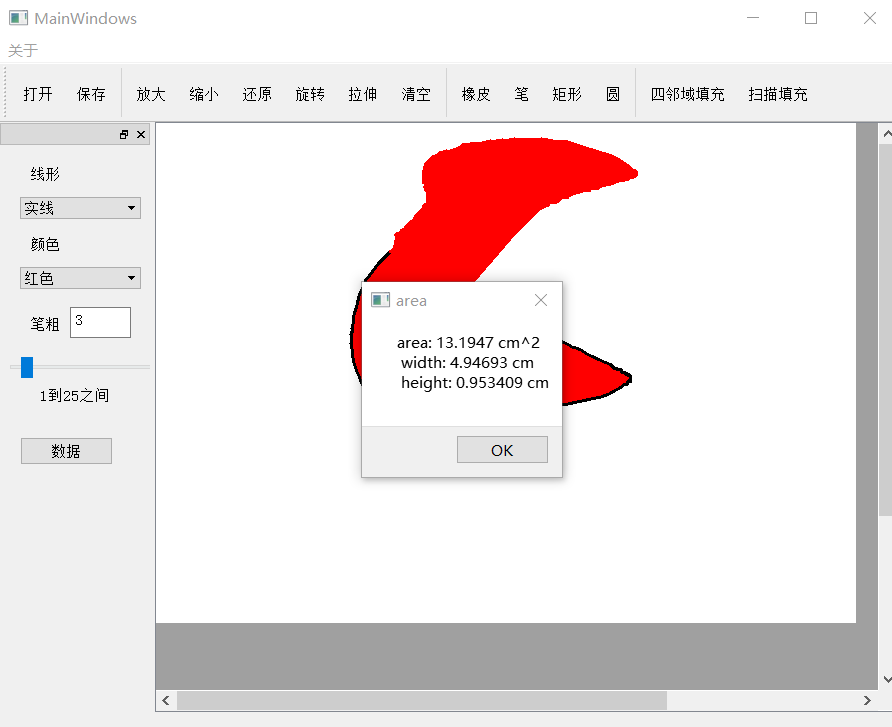 MainWindows
关于
打开 保存 放大 缩小 还原 旋转 拉伸 清空 橡皮 笔 矩形 圆 四邻域填充 扫描填充
线形
实线
颜色
红色
笔粗 3
1到25之间
数据
area
area: 13.1947 cm^2
width: 4.94693 cm
height: 0.953409 cm
OK